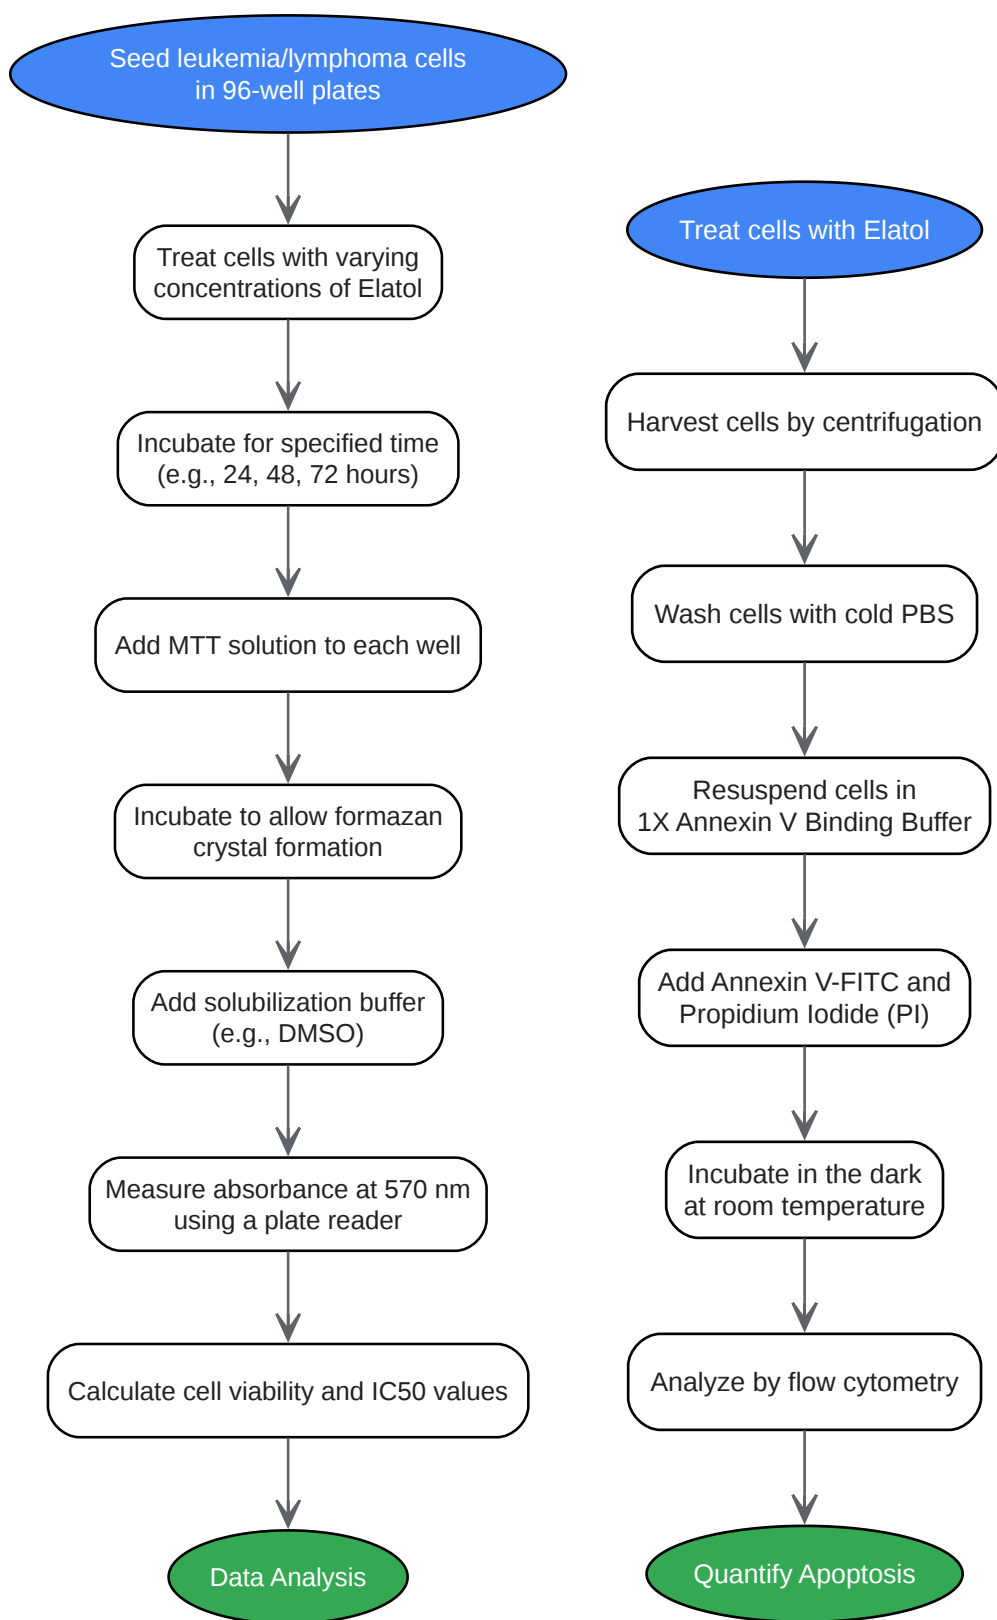 Seed leukemia/lymphoma cells
in 96-well plates
Treat cells with varying
concentrations of Elatol
Incubate for specified time
(e.g., 24, 48, 72 hours)
Add MTT solution to each well
Incubate to allow formazan
crystal formation
Add solubilization buffer
(e.g., DMSO)
Measure absorbance at 570 nm
using a plate reader
Calculate cell viability and IC50 values
Data Analysis
Treat cells with Elatol
Harvest cells by centrifugation
Wash cells with cold PBS
Resuspend cells in
1X Annexin V Binding Buffer
Add Annexin V-FITC and
Propidium Iodide (PI)
Incubate in the dark
at room temperature
Analyze by flow cytometry
Quantify Apoptosis